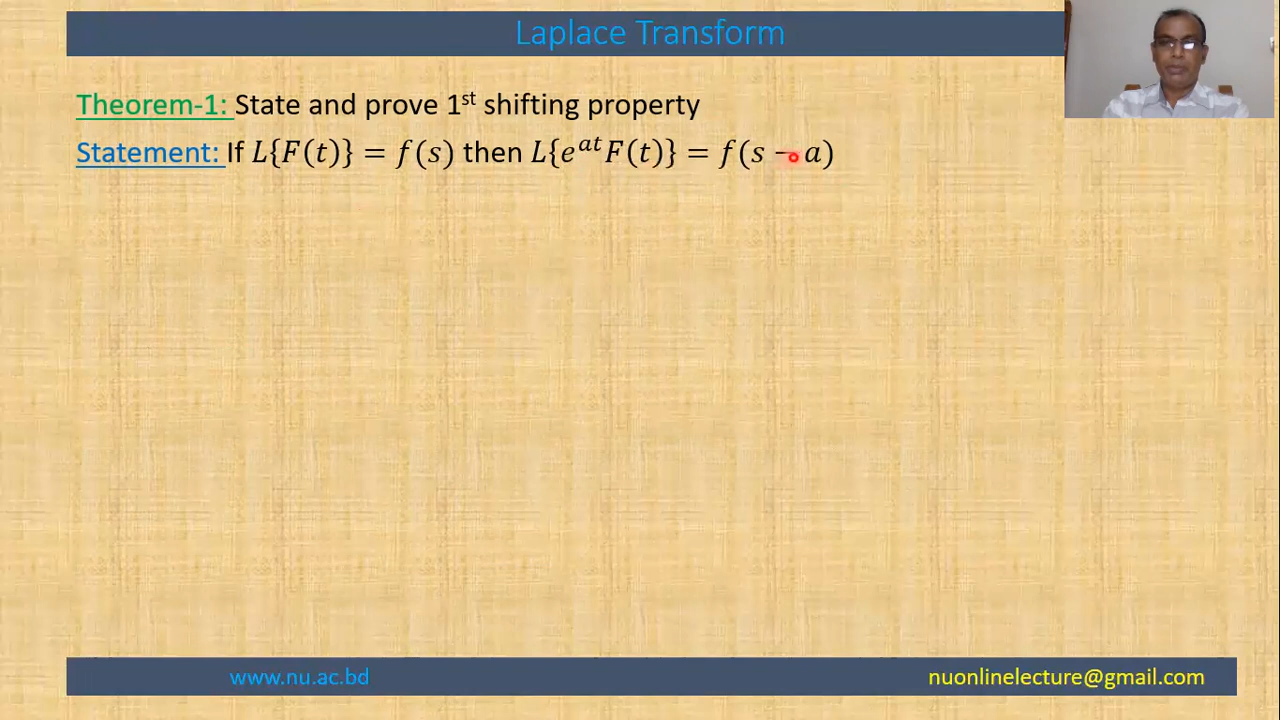 Laplace Transform
Theorem-1: State and prove 1st shifting property
Statement: If L{F(t)} = f(s) then L{e^{at}F(t)} = f(s − a)
www.nu.ac.bd
nuonlinelecture@gmail.com